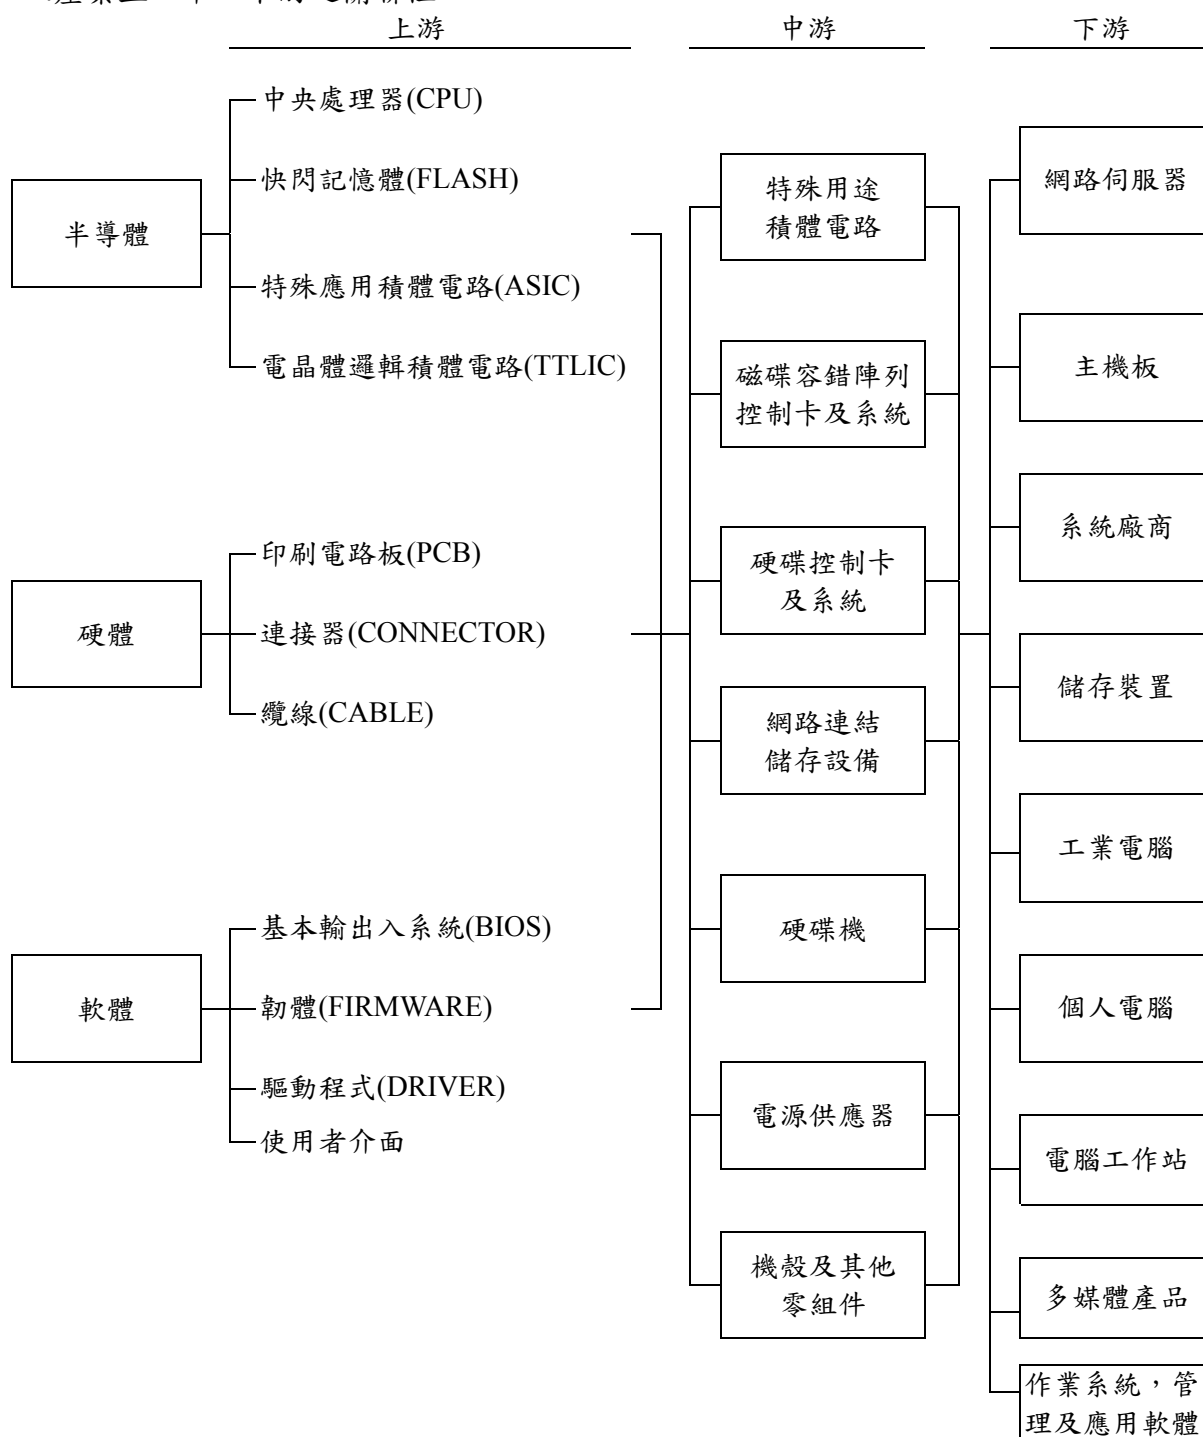 上游
中游
下游
半導體
中央處理器(CPU)
快閃記憶體(FLASH)
特殊應用積體電路(ASIC)
電晶體邏輯積體電路(TTLIC)
硬體
印刷電路板(PCB)
連接器(CONNECTOR)
纜線(CABLE)
軟體
基本輸出入系統(BIOS)
韌體(FIRMWARE)
驅動程式(DRIVER)
使用者介面
特殊用途
積體電路
磁碟容錯陣列
控制卡及系統
硬碟控制卡
及系統
網路連結
儲存設備
硬碟機
電源供應器
機殼及其他
零組件
網路伺服器
主機板
系統廠商
儲存裝置
工業電腦
個人電腦
電腦工作站
多媒體產品
作業系統，管
理及應用軟體